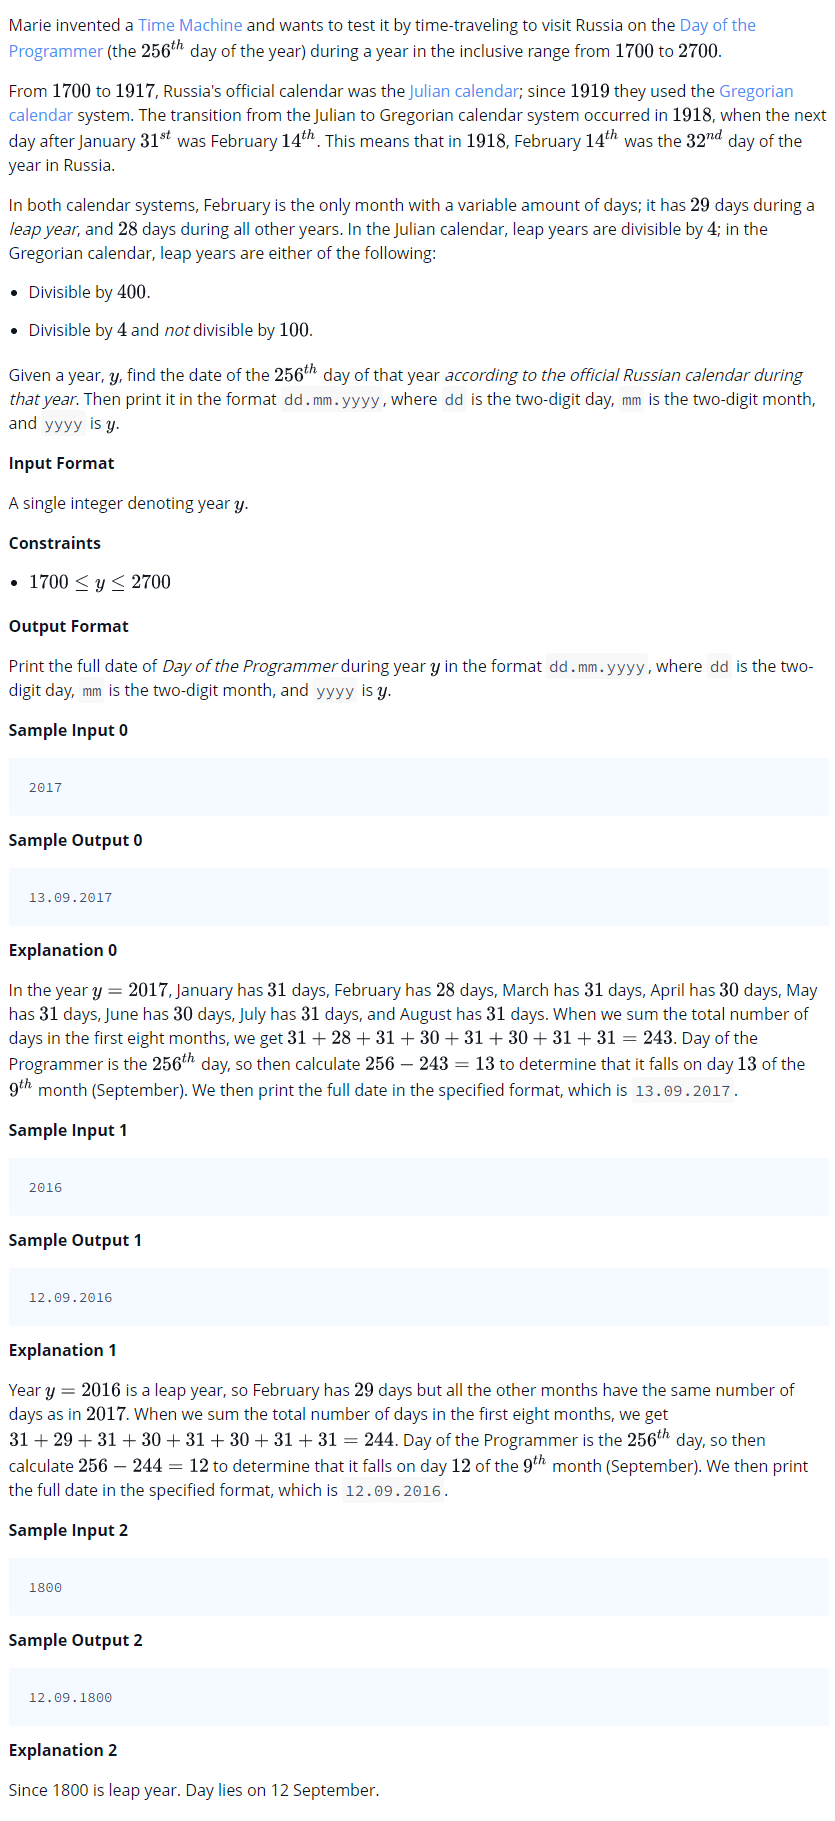 Marie invented a Time Machine and wants to test it by time-traveling to visit Russia on the Day of the
Programmer (the 256th day of the year) during a year in the inclusive range from 1700 to 2700.
From 1700 to 1917, Russia's official calendar was the Julian calendar; since 1919 they used the Gregorian
calendar system. The transition from the Julian to Gregorian calendar system occurred in 1918, when the next
day after January 31st was February 14th. This means that in 1918, February 14th was the 32nd day of the
year in Russia.
In both calendar systems, February is the only month with a variable amount of days; it has 29 days during a
leap year, and 28 days during all other years. In the Julian calendar, leap years are divisible by 4; in the
Gregorian calendar, leap years are either of the following:
• Divisible by 400.
• Divisible by 4 and not divisible by 100.
Given a year, y, find the date of the 256th day of that year according to the official Russian calendar during
that year. Then print it in the format dd.mm.yyyy, where dd is the two-digit day, mm is the two-digit month,
and yyyy is y.
Input Format
A single integer denoting year y.
Constraints
• 1700 ≤ y ≤ 2700
Output Format
Print the full date of Day of the Programmer during year y in the format dd.mm.yyyy, where dd is the two-
digit day, mm is the two-digit month, and yyyy is y.
Sample Input 0
2017
Sample Output 0
13.09.2017
Explanation 0
In the year y = 2017, January has 31 days, February has 28 days, March has 31 days, April has 30 days, May
has 31 days, June has 30 days, July has 31 days, and August has 31 days. When we sum the total number of
days in the first eight months, we get 31 + 28 + 31 + 30 + 31 + 30 + 31 + 31 = 243. Day of the
Programmer is the 256th day, so then calculate 256 − 243 = 13 to determine that it falls on day 13 of the
9th month (September). We then print the full date in the specified format, which is 13.09.2017.
Sample Input 1
2016
Sample Output 1
12.09.2016
Explanation 1
Year y = 2016 is a leap year, so February has 29 days but all the other months have the same number of
days as in 2017. When we sum the total number of days in the first eight months, we get
31 + 29 + 31 + 30 + 31 + 30 + 31 + 31 = 244. Day of the Programmer is the 256th day, so then
calculate 256 − 244 = 12 to determine that it falls on day 12 of the 9th month (September). We then print
the full date in the specified format, which is 12.09.2016.
Sample Input 2
1800
Sample Output 2
12.09.1800
Explanation 2
Since 1800 is leap year. Day lies on 12 September.